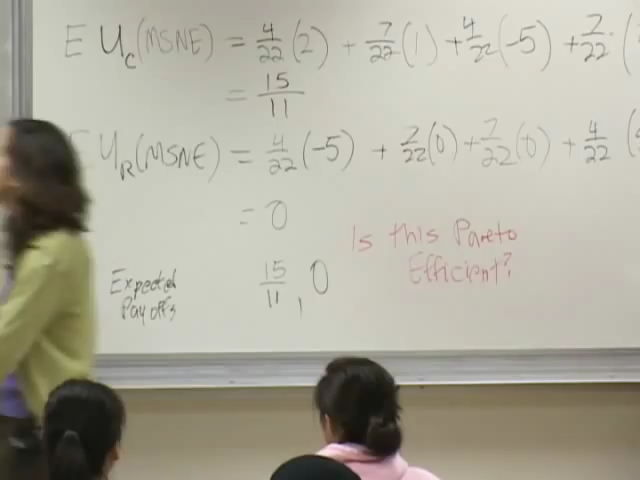 E U_C(MSNE) = 4/22 (2) + 7/22 (1) + 4/22 (-5) + 7/22 (
= 15/11
E U_R(MSNE) = 4/22 (-5) + 7/22 (0) + 7/22 (0) + 4/22 (
= 0
Is this Pareto
Efficient?
Expected
Payoffs
15/11, 0